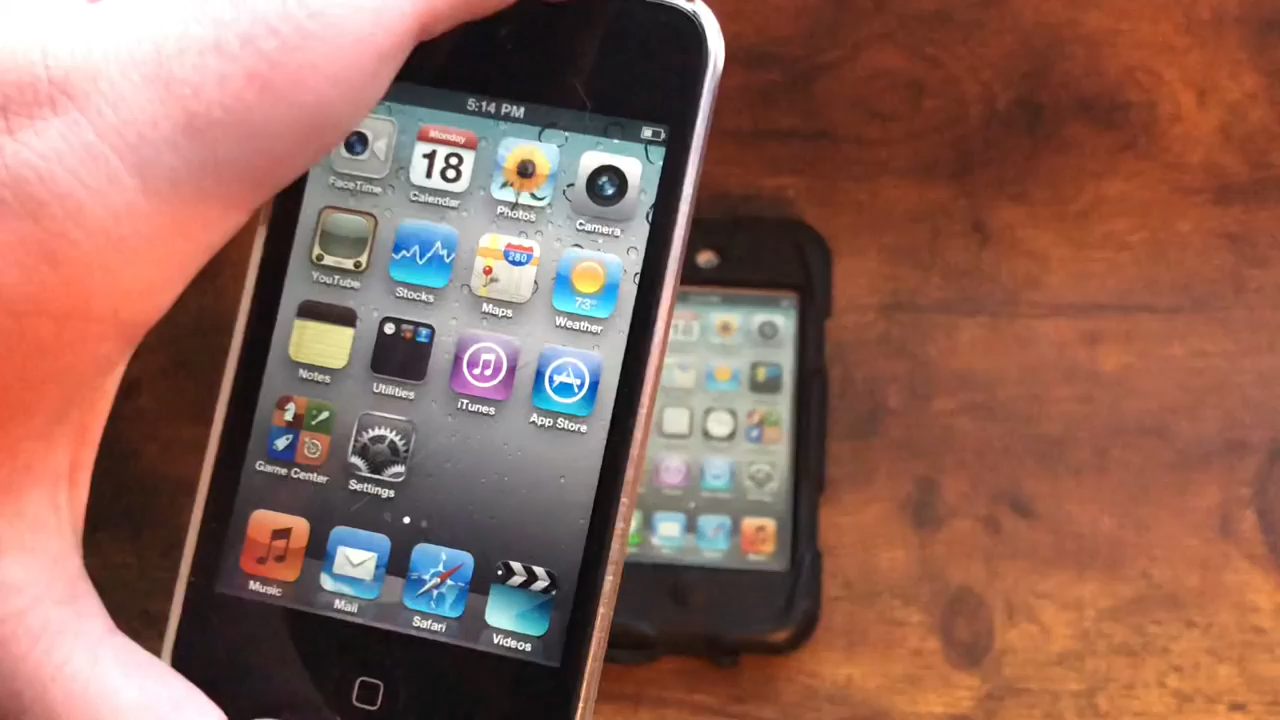 5:14 PM
Monday
18
FaceTime
Calendar
Photos
Camera
280
73°
YouTube
Stocks
Maps
Weather
Notes
Utilities
iTunes
App Store
Game Center
Settings
Music
Mail
Safari
Videos
18